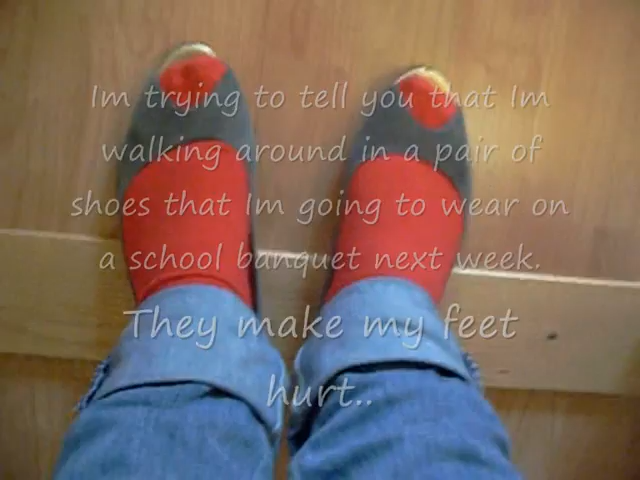 Im trying to tell you that Im
walking around in a pair of
shoes that Im going to wear on
a school banquet next week.
They make my feet
hurt..